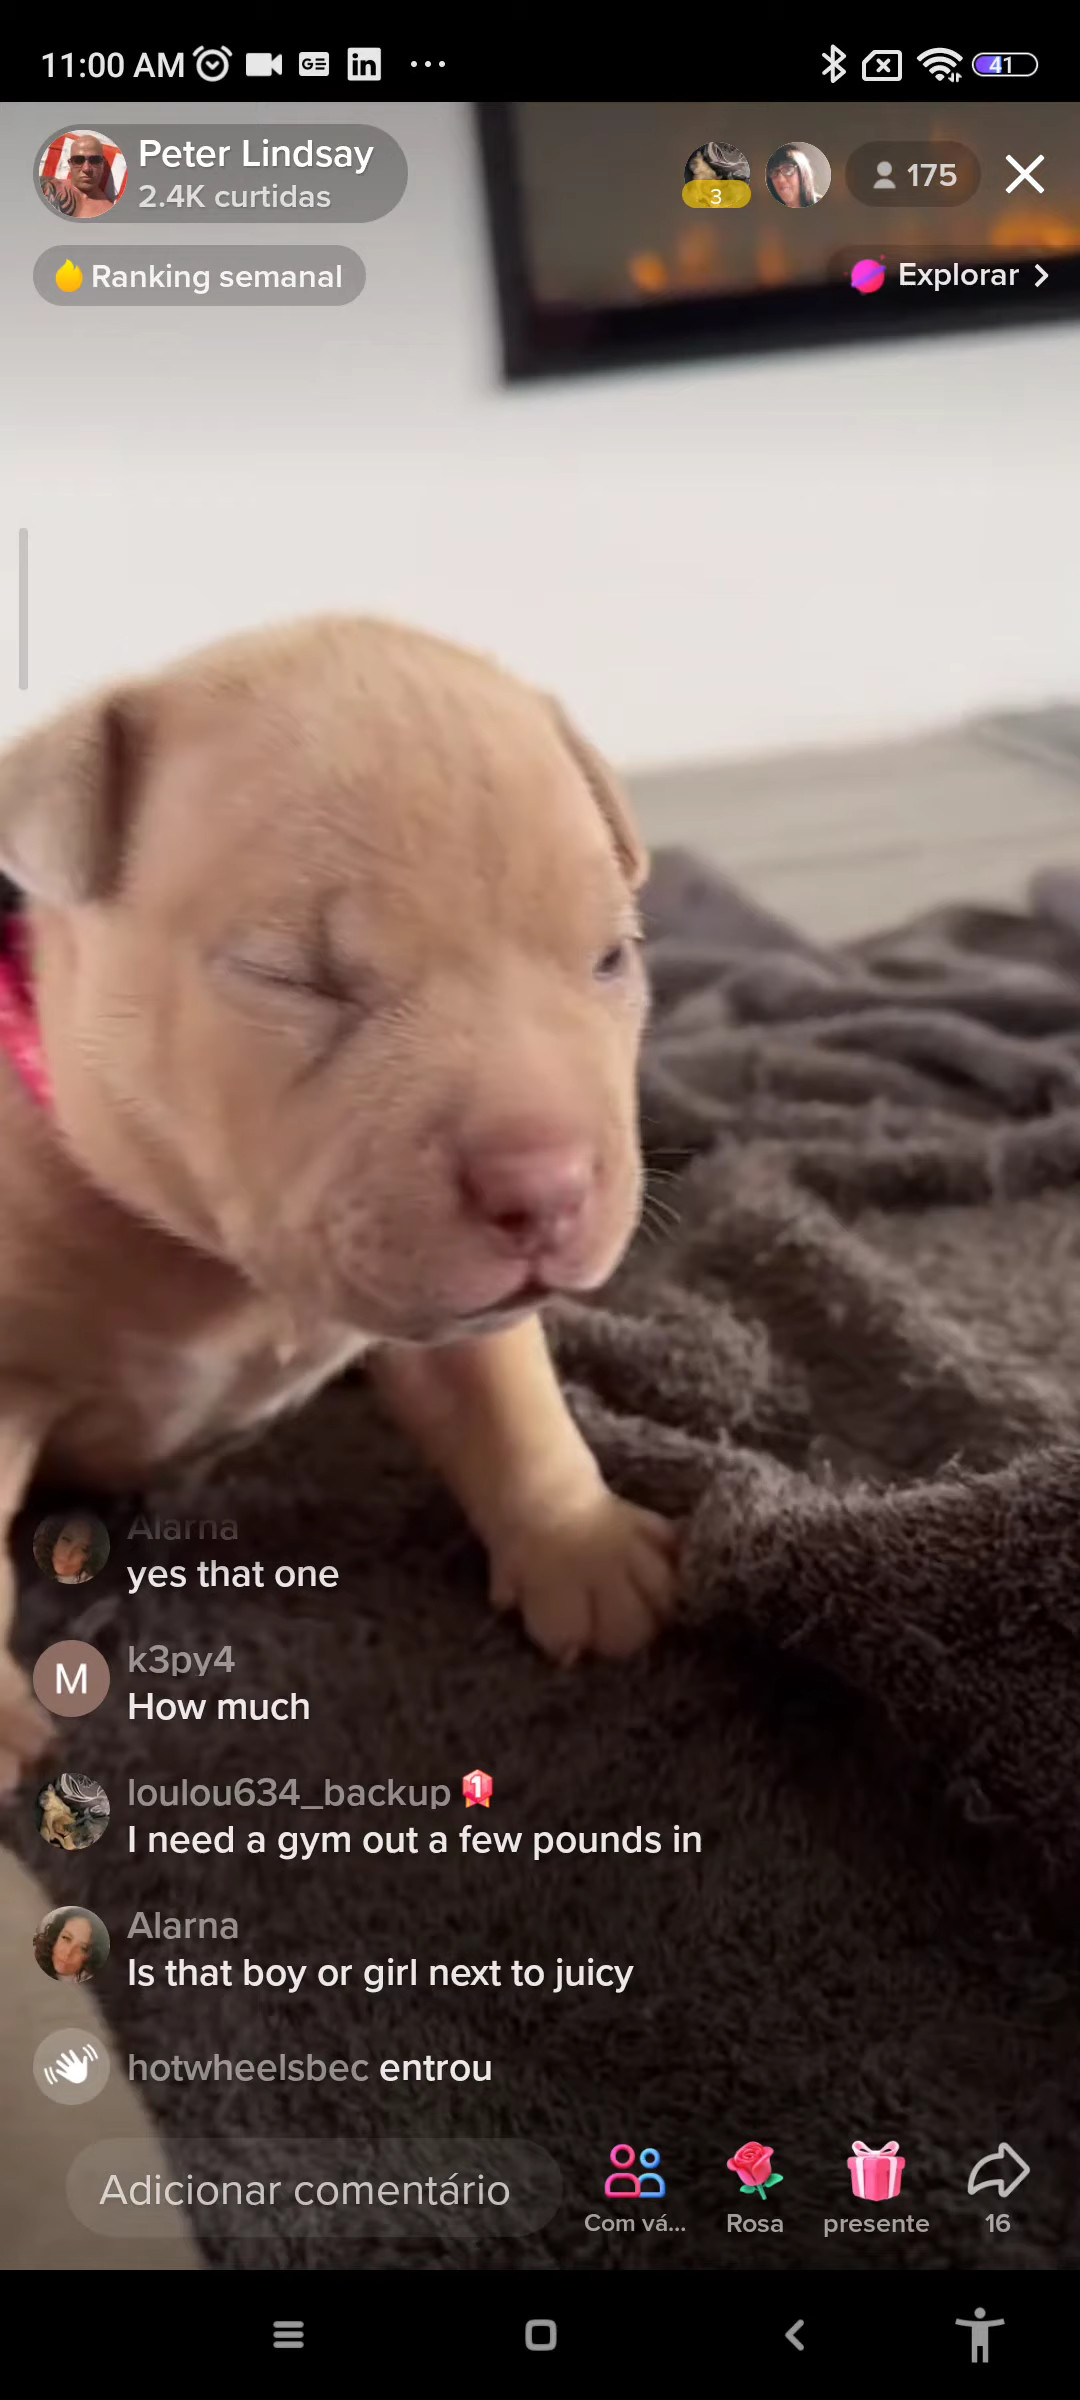 11:00 AM
GE
in
41
Peter Lindsay
2.4K curtidas
3
175
Ranking semanal
Explorar
Alarna
yes that one
M
k3py4
How much
loulou634_backup 1
I need a gym out a few pounds in
Alarna
Is that boy or girl next to juicy
hotwheelsbec entrou
Adicionar comentário
Com vá...
Rosa
presente
16